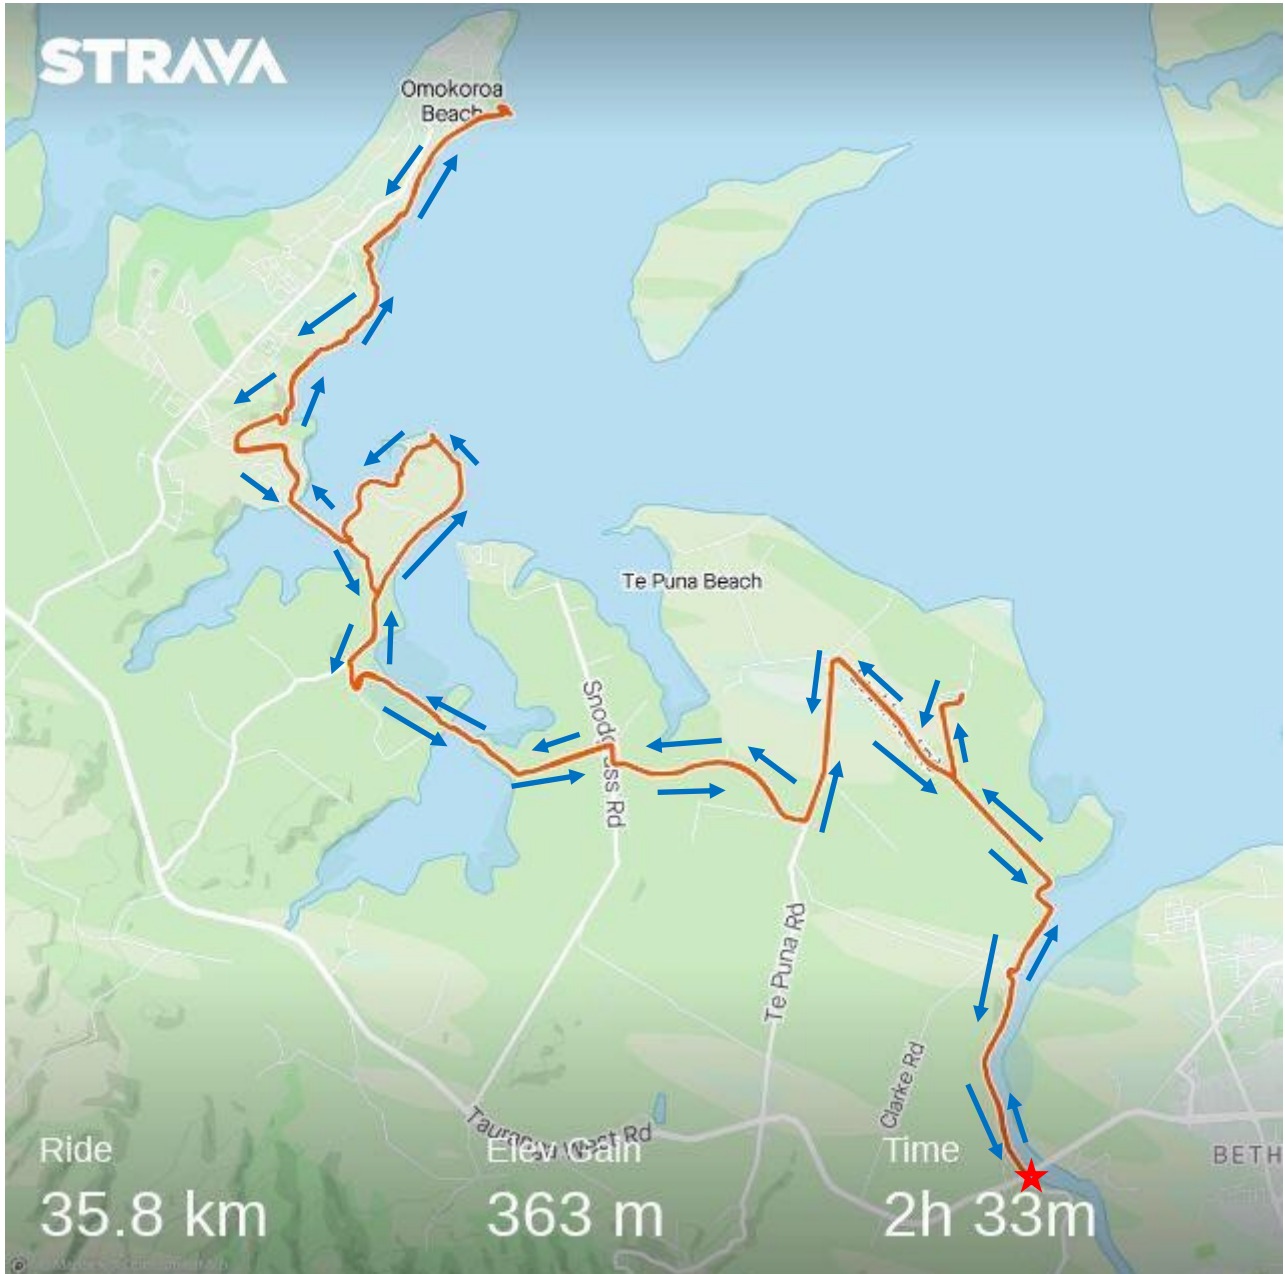 STRAVA
Omokoroa
Beach
Te Puna Beach
Snodgrass Rd
Te Puna Rd
Clarke Rd
Tauranga West Rd
BETH
Ride
Elev Gain
Time
35.8 km
363 m
2h 33m